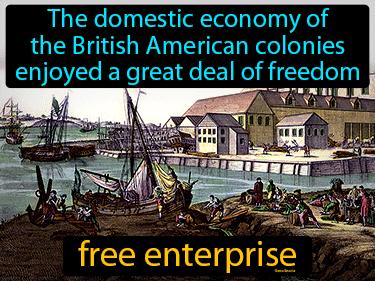 The domestic economy of
the British American colonies
enjoyed a great deal of freedom
free enterprise